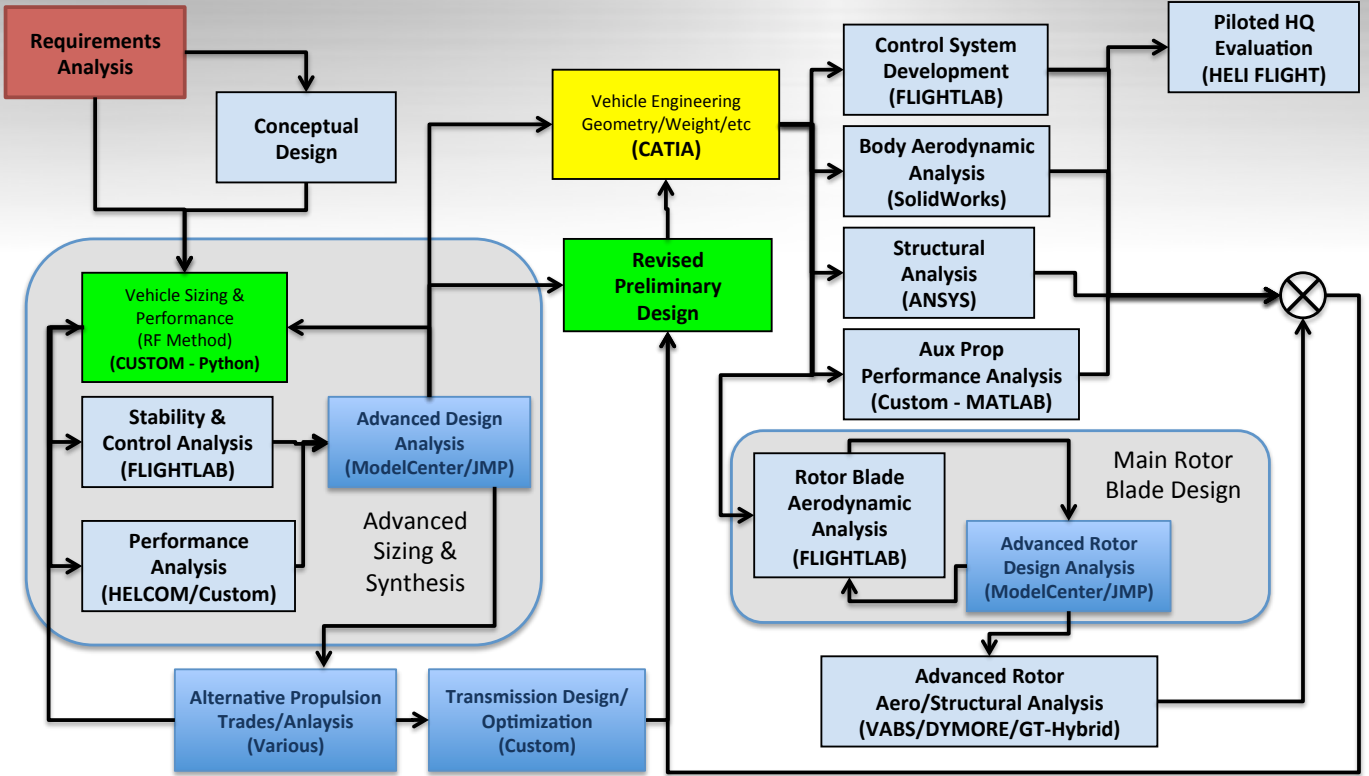 Requirements
Analysis
Conceptual
Design
Vehicle Engineering
Geometry/Weight/etc
(CATIA)
Control System
Development
(FLIGHTLAB)
Piloted HQ
Evaluation
(HELI FLIGHT)
Body Aerodynamic
Analysis
(SolidWorks)
Structural
Analysis
(ANSYS)
Aux Prop
Performance Analysis
(Custom - MATLAB)
Revised
Preliminary
Design
Vehicle Sizing &
Performance
(RF Method)
(CUSTOM - Python)
Stability &
Control Analysis
(FLIGHTLAB)
Performance
Analysis
(HELCOM/Custom)
Advanced Design
Analysis
(ModelCenter/JMP)
Advanced
Sizing &
Synthesis
Rotor Blade
Aerodynamic
Analysis
(FLIGHTLAB)
Main Rotor
Blade Design
Advanced Rotor
Design Analysis
(ModelCenter/JMP)
Advanced Rotor
Aero/Structural Analysis
(VABS/DYMORE/GT-Hybrid)
Alternative Propulsion
Trades/Anlaysis
(Various)
Transmission Design/
Optimization
(Custom)